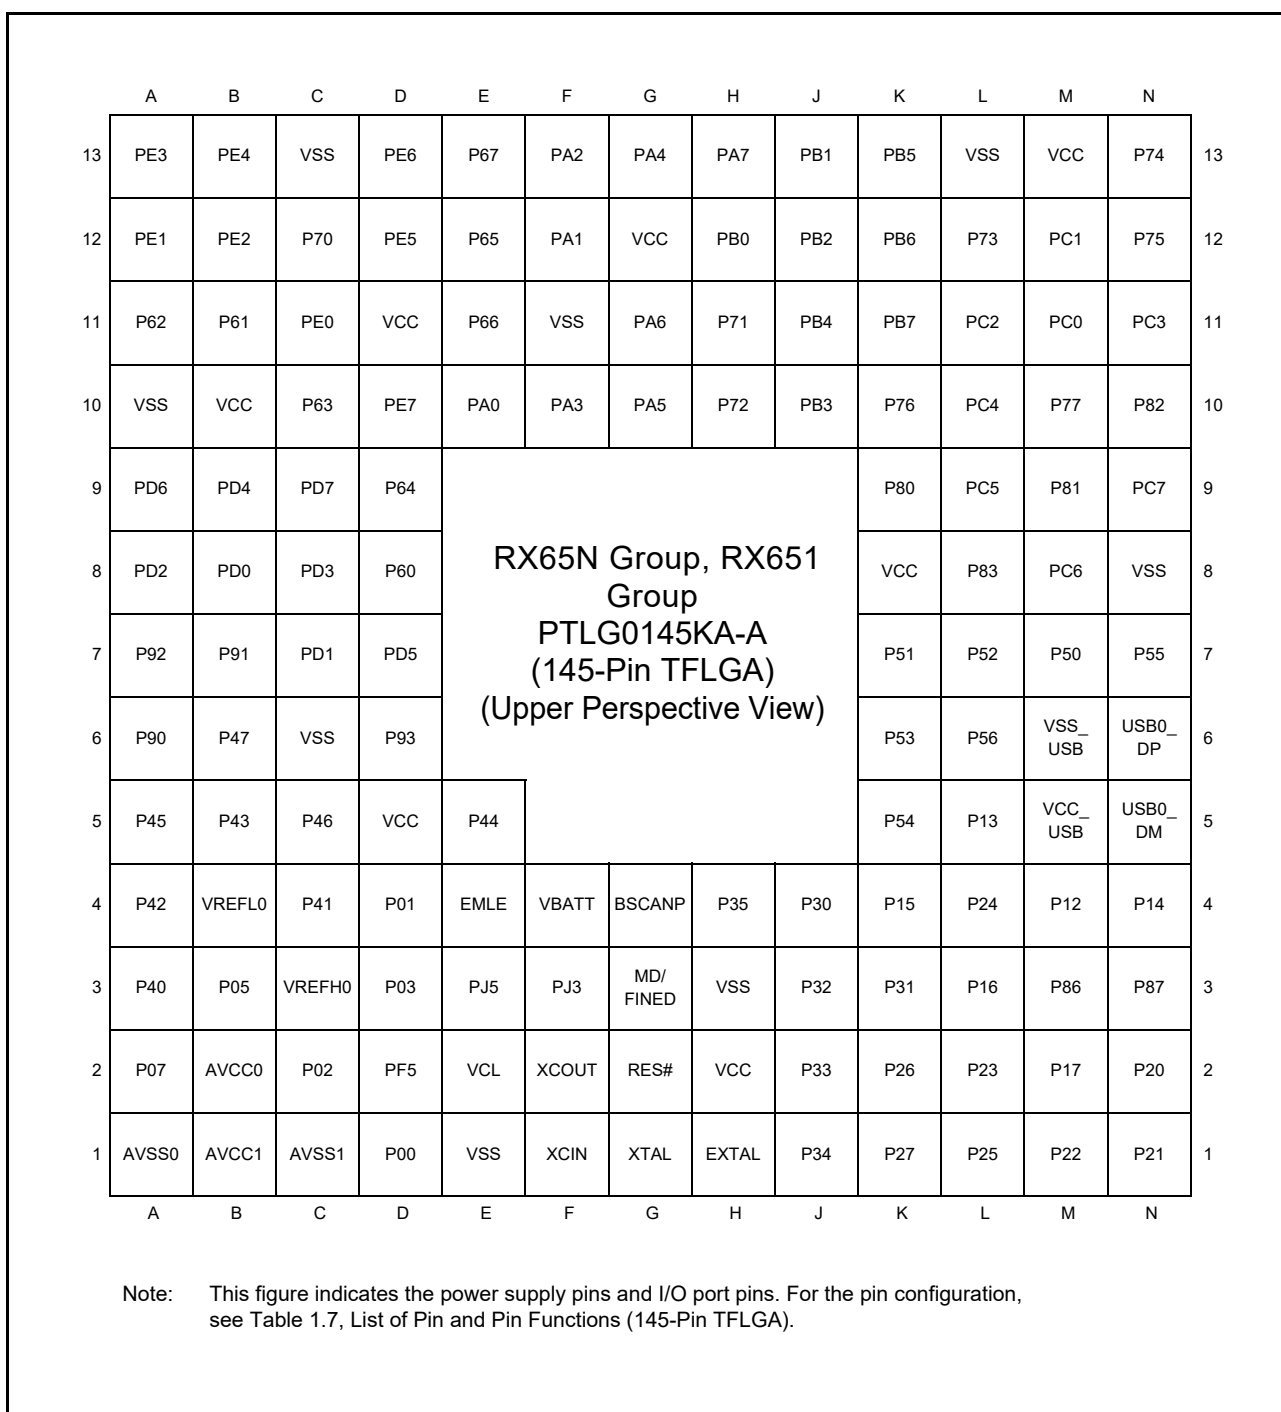 A B C D E F G H J K L M N
13 PE3 PE4 VSS PE6 P67 PA2 PA4 PA7 PB1 PB5 VSS VCC P74 13
12 PE1 PE2 P70 PE5 P65 PA1 VCC PB0 PB2 PB6 P73 PC1 P75 12
11 P62 P61 PE0 VCC P66 VSS PA6 P71 PB4 PB7 PC2 PC0 PC3 11
10 VSS VCC P63 PE7 PA0 PA3 PA5 P72 PB3 P76 PC4 P77 P82 10
9 PD6 PD4 PD7 P64 P80 PC5 P81 PC7 9
8 PD2 PD0 PD3 P60 VCC P83 PC6 VSS 8
7 P92 P91 PD1 PD5 P51 P52 P50 P55 7
6 P90 P47 VSS P93 P53 P56 VSS_ USB0_ 6
USB DP
5 P45 P43 P46 VCC P44 P54 P13 VCC_ USB0_ 5
USB DM
RX65N Group, RX651
Group
PTLG0145KA-A
(145-Pin TFLGA)
(Upper Perspective View)
4 P42 VREFL0 P41 P01 EMLE VBATT BSCANP P35 P30 P15 P24 P12 P14 4
3 P40 P05 VREFH0 P03 PJ5 PJ3 MD/ VSS P32 P31 P16 P86 P87 3
FINED
2 P07 AVCC0 P02 PF5 VCL XCOUT RES# VCC P33 P26 P23 P17 P20 2
1 AVSS0 AVCC1 AVSS1 P00 VSS XCIN XTAL EXTAL P34 P27 P25 P22 P21 1
A B C D E F G H J K L M N
Note: This figure indicates the power supply pins and I/O port pins. For the pin configuration,
see Table 1.7, List of Pin and Pin Functions (145-Pin TFLGA).